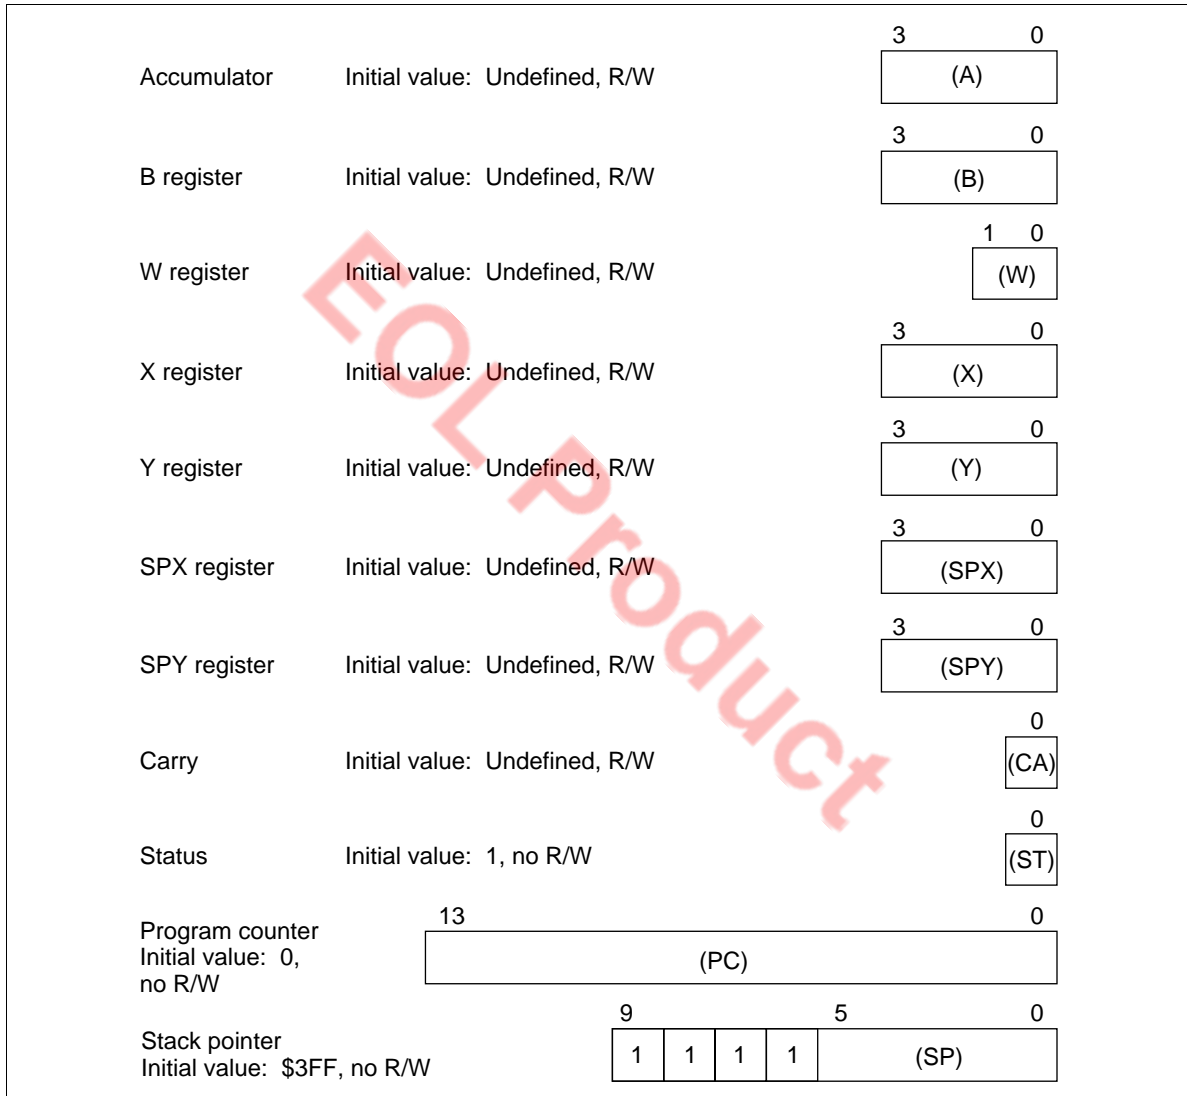 3 0
Accumulator Initial value: Undefined, R/W (A)
3 0
B register Initial value: Undefined, R/W (B)
1 0
W register Initial value: Undefined, R/W (W)
3 0
X register Initial value: Undefined, R/W (X)
3 0
Y register Initial value: Undefined, R/W (Y)
3 0
SPX register Initial value: Undefined, R/W (SPX)
3 0
SPY register Initial value: Undefined, R/W (SPY)
0
Carry Initial value: Undefined, R/W (CA)
0
Status Initial value: 1, no R/W (ST)
13 0
Program counter
Initial value: 0, (PC)
no R/W
9 5 0
Stack pointer
1 1 1 1 (SP)
Initial value: $3FF, no R/W
EOL Product